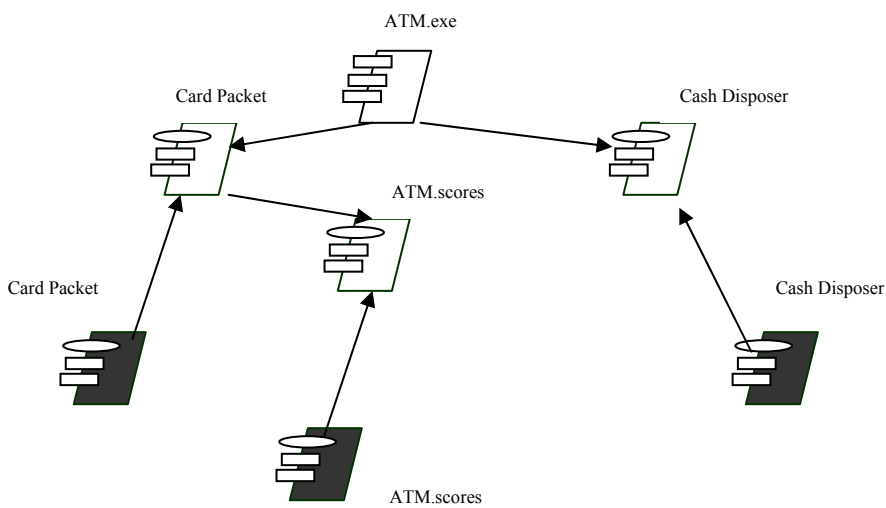 ATM.exe
Card Packet
Cash Disposer
ATM.scores
Card Packet
Cash Disposer
ATM.scores